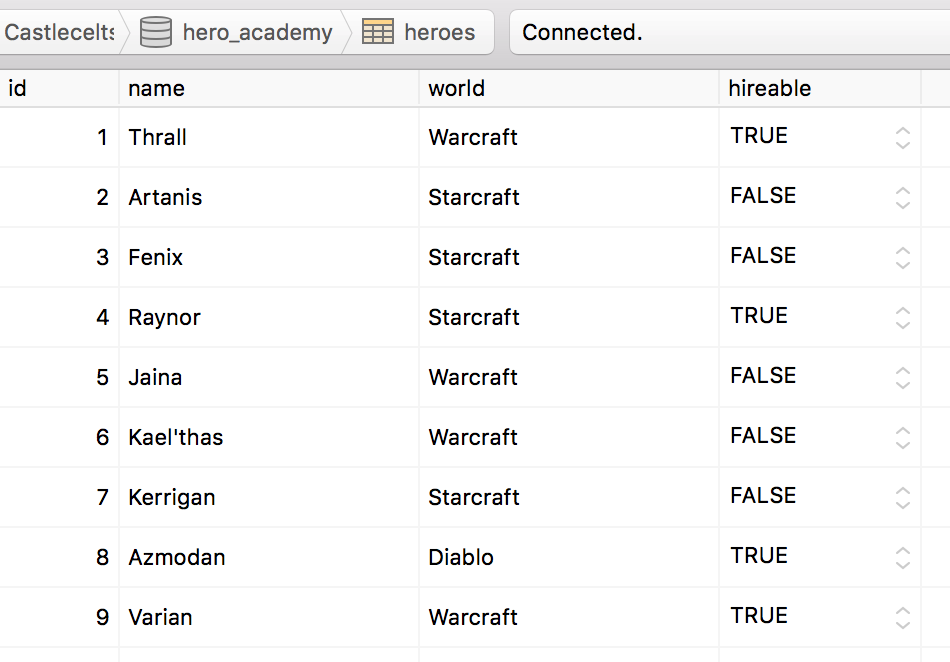 Castlecelts hero_academy heroes Connected.
id name world hireable
1 Thrall Warcraft TRUE
2 Artanis Starcraft FALSE
3 Fenix Starcraft FALSE
4 Raynor Starcraft TRUE
5 Jaina Warcraft FALSE
6 Kael'thas Warcraft FALSE
7 Kerrigan Starcraft FALSE
8 Azmodan Diablo TRUE
9 Varian Warcraft TRUE